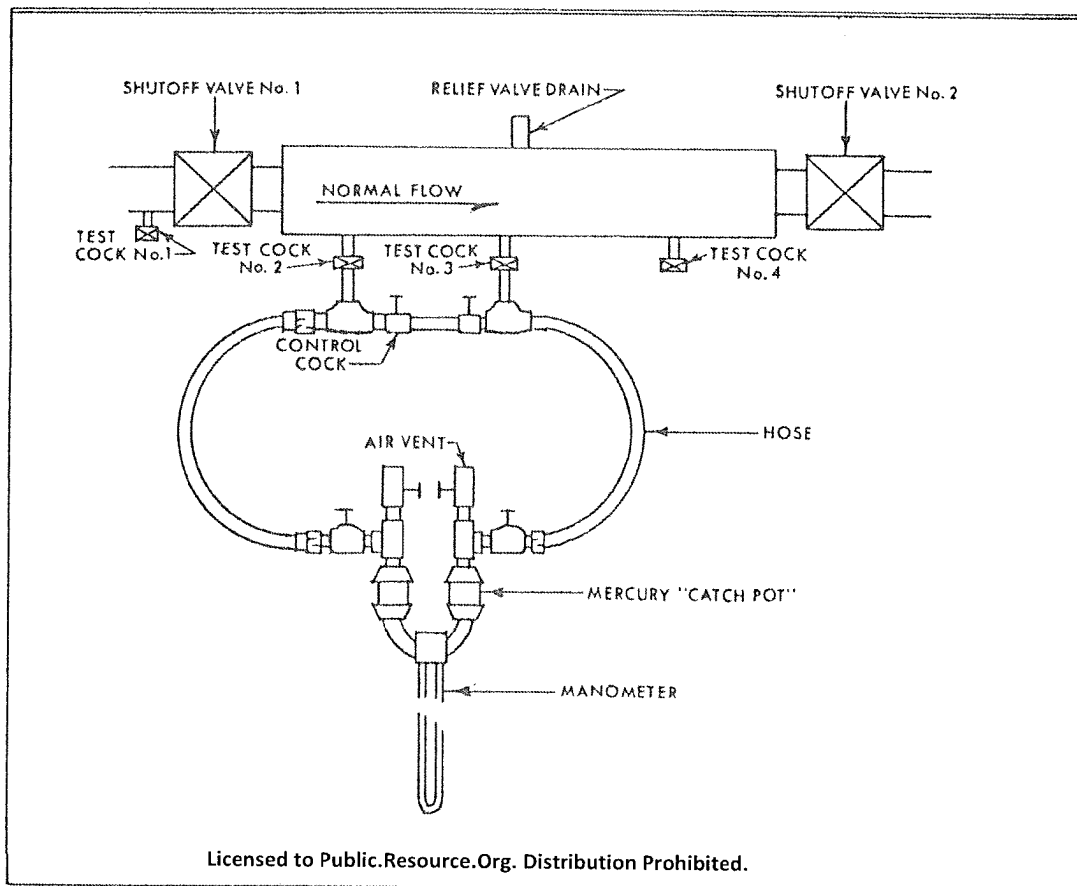 SHUTOFF VALVE No. 1
RELIEF VALVE DRAIN
SHUTOFF VALVE No. 2
NORMAL FLOW
TEST
COCK No.1
TEST COCK
No. 2
TEST COCK
No. 3
TEST COCK
No. 4
CONTROL
COCK
HOSE
AIR VENT
MERCURY "CATCH POT"
MANOMETER
Licensed to Public.Resource.Org. Distribution Prohibited.